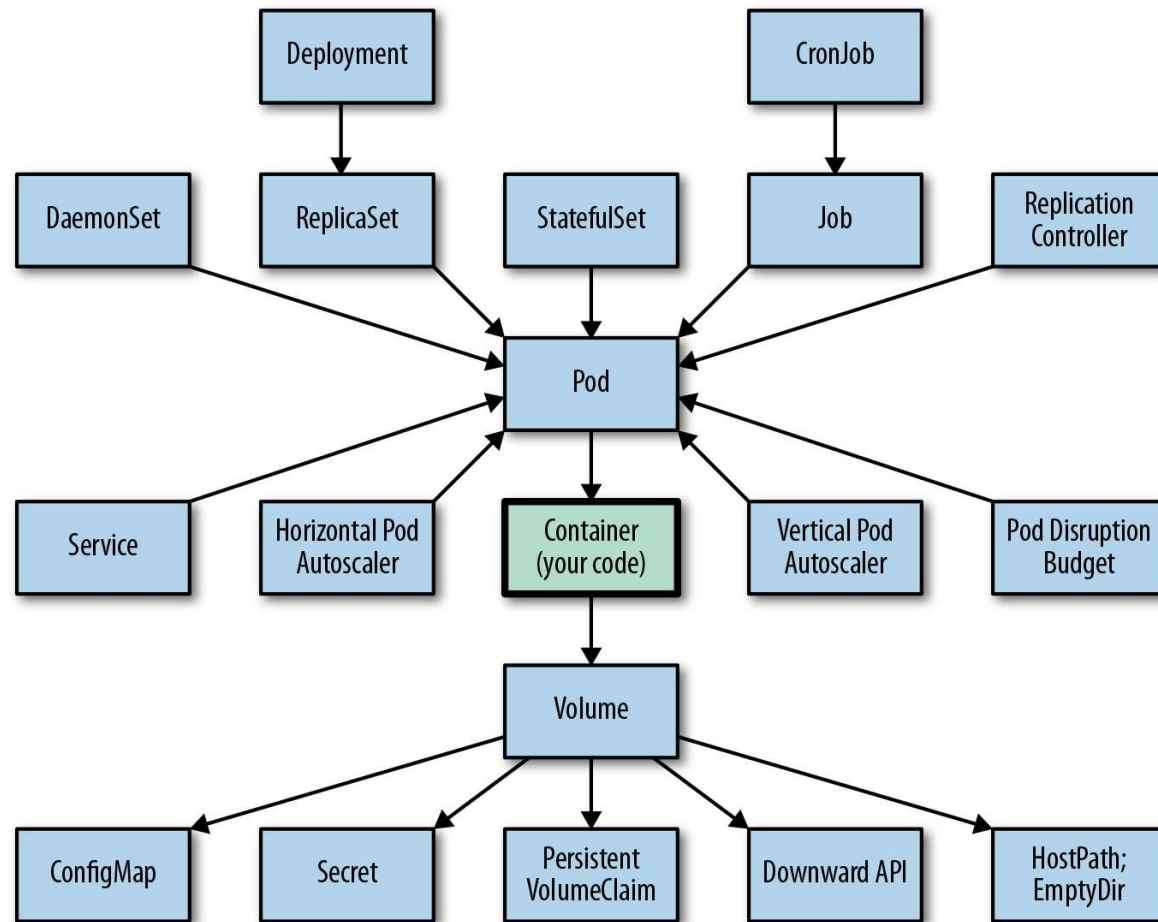 Deployment
CronJob
DaemonSet
ReplicaSet
StatefulSet
Job
Replication
Controller
Pod
Service
Horizontal Pod
Autoscaler
Container
(your code)
Vertical Pod
Autoscaler
Pod Disruption
Budget
Volume
ConfigMap
Secret
Persistent
VolumeClaim
Downward API
HostPath;
EmptyDir